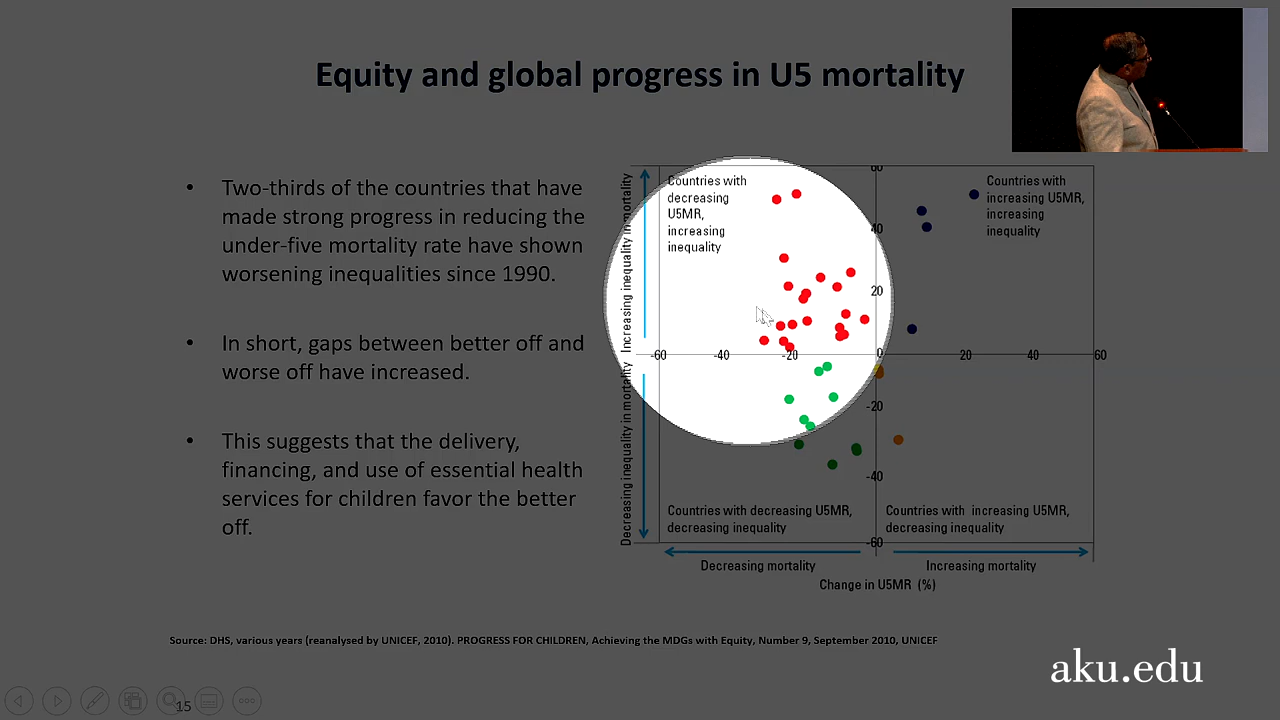 Equity and global progress in U5 mortality
• Two-thirds of the countries that have
made strong progress in reducing the
under-five mortality rate have shown
worsening inequalities since 1990.
• In short, gaps between better off and
worse off have increased.
• This suggests that the delivery,
financing, and use of essential health
services for children favor the better
off.
Decreasing inequality in mortality Increasing inequality in mortality
Countries with
decreasing
U5MR,
increasing
inequality
Countries with
increasing U5MR,
increasing
inequality
60
40
20
-60 -40 -20 0 20 40 60
-20
-40
-60
Countries with decreasing U5MR,
decreasing inequality
Countries with increasing U5MR,
decreasing inequality
Decreasing mortality
Increasing mortality
Change in U5MR (%)
Source: DHS, various years (reanalysed by UNICEF, 2010). PROGRESS FOR CHILDREN, Achieving the MDGs with Equity, Number 9, September 2010, UNICEF
aku.edu
15